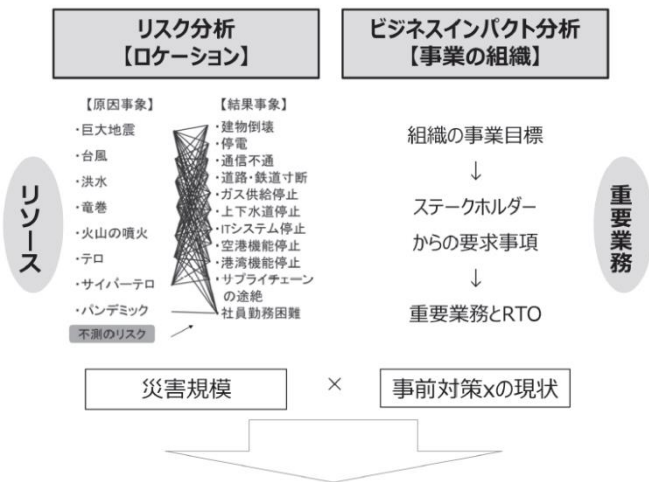 リスク分析
【ロケーション】
ビジネスインパクト分析
【事業の組織】
リソース
【原因事象】
・巨大地震
・台風
・洪水
・竜巻
・火山の噴火
・テロ
・サイバーテロ
・パンデミック
不測のリスク
【結果事象】
・建物倒壊
・停電
・通信不通
・道路・鉄道寸断
・ガス供給停止
・上下水道停止
・ITシステム停止
・空港機能停止
・港湾機能停止
・サプライチェーン
の途絶
・社員勤務困難
組織の事業目標
↓
ステークホルダー
からの要求事項
↓
重要業務とRTO
重要業務
災害規模
×
事前対策xの現状